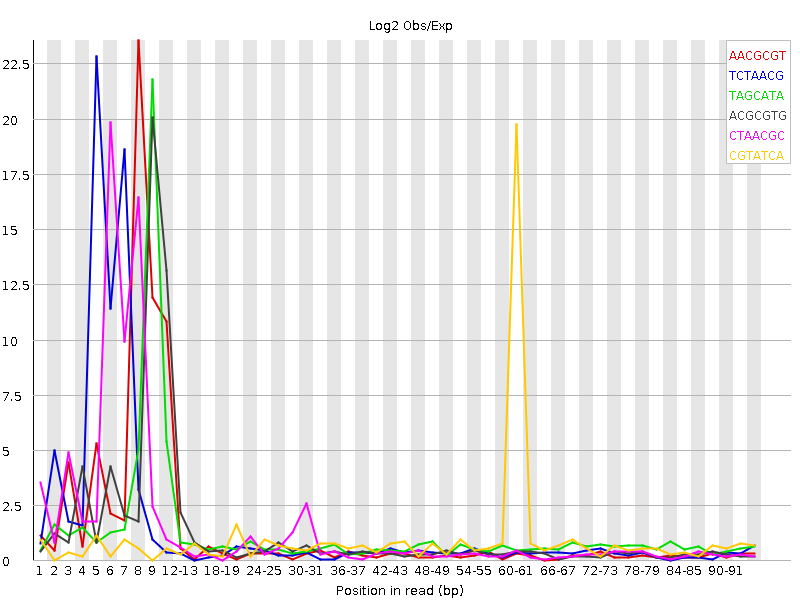 Log2 Obs/Exp
22.5
20
17.5
15
12.5
10
7.5
5
2.5
0
AACGCGT
TCTAACG
TAGCATA
ACGCGTG
CTAACGC
CGTATCA
1 2 3 4 5 6 7 8 9 12-13 18-19 24-25 30-31 36-37 42-43 48-49 54-55 60-61 66-67 72-73 78-79 84-85 90-91
Position in read (bp)